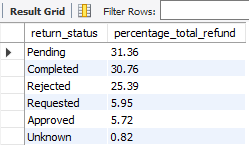 Result Grid Filter Rows:
return_status percentage_total_refund
Pending 31.36
Completed 30.76
Rejected 25.39
Requested 5.95
Approved 5.72
Unknown 0.82